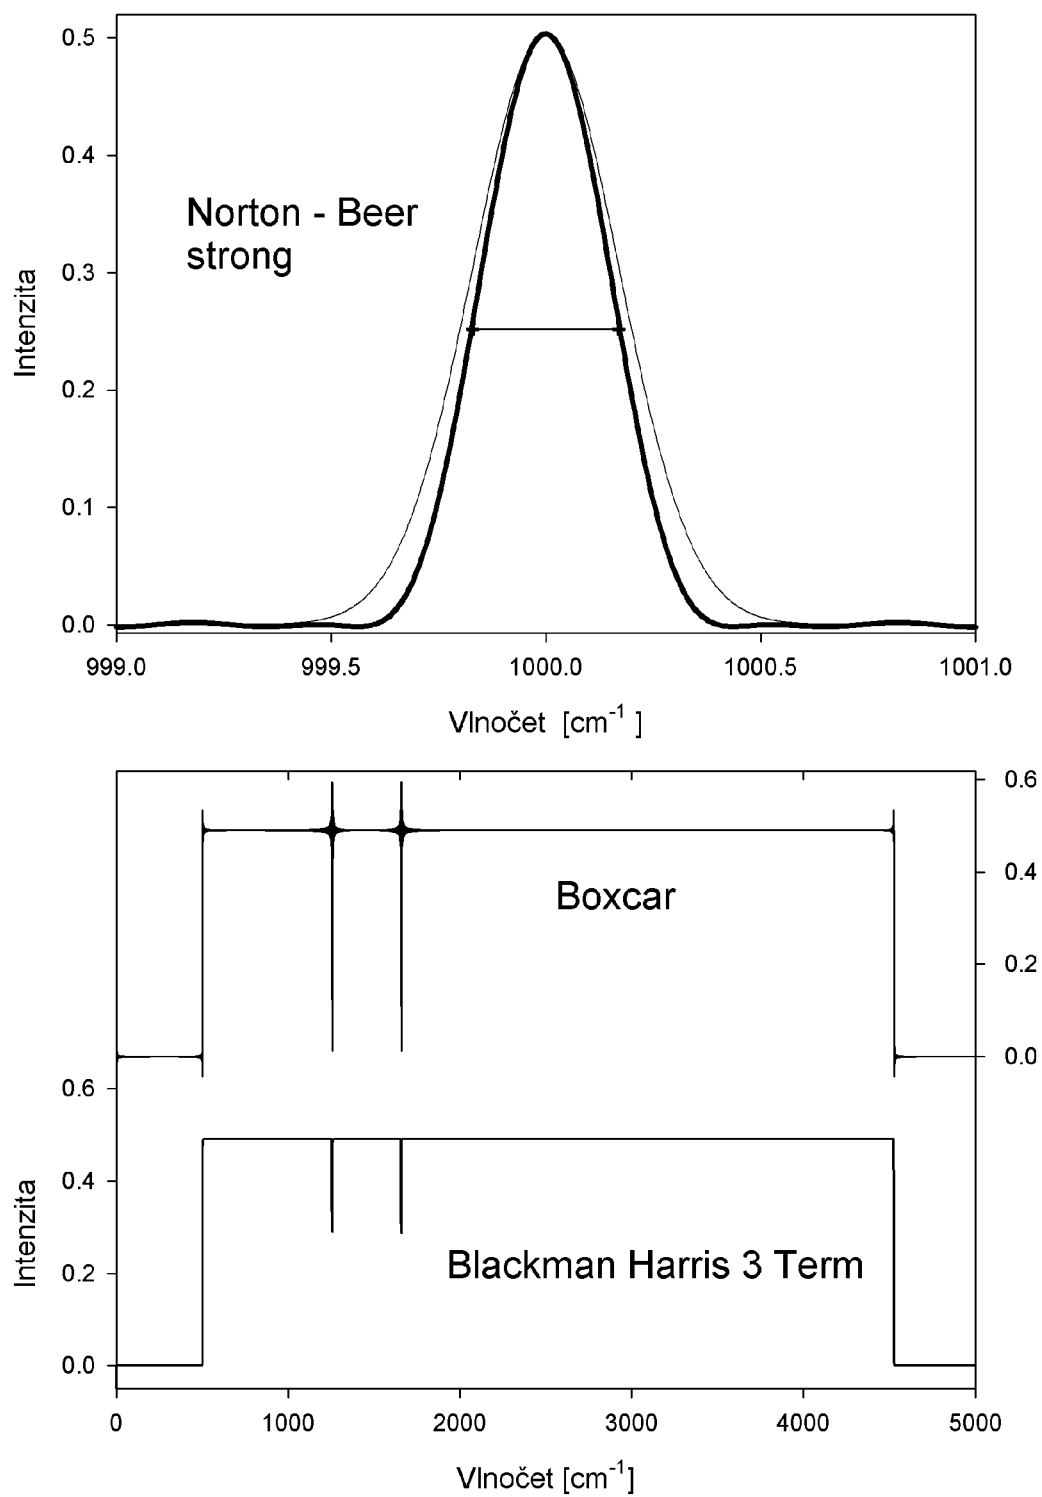 0.5
0.4
Norton - Beer
strong
0.3
Intenzita
0.2
0.1
0.0
999.0 999.5 1000.0 1000.5 1001.0
Vlnočet [cm-1 ]
0.6
0.4
Boxcar
0.2
0.0
0.6
0.4
Intenzita
Blackman Harris 3 Term
0.2
0.0
0 1000 2000 3000 4000 5000
Vlnočet [cm-1]